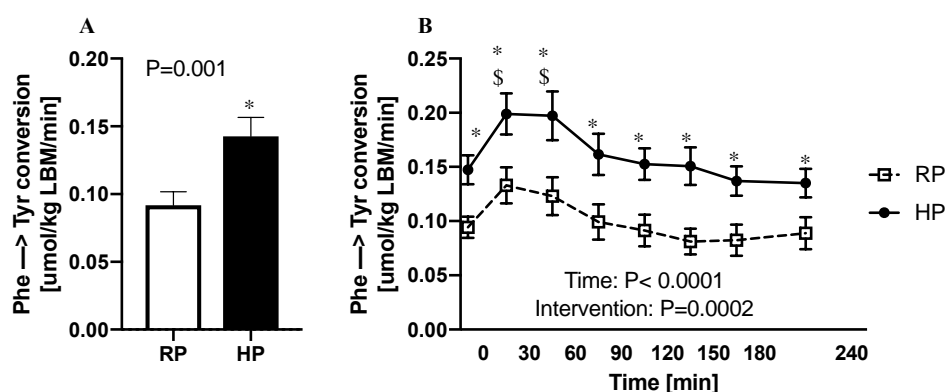 A
Phe —> Tyr conversion
[umol/kg LBM/min]
0.20
0.15
0.10
0.05
0.00
P=0.001
*
RP
HP
B
Phe —> Tyr conversion
[umol/kg LBM/min]
0.25
0.20
0.15
0.10
0.05
0.00
* *
$ $
* * * * * *
Time: P< 0.0001
Intervention: P=0.0002
0 30 60 90 120 150 180 240
Time [min]
RP
HP